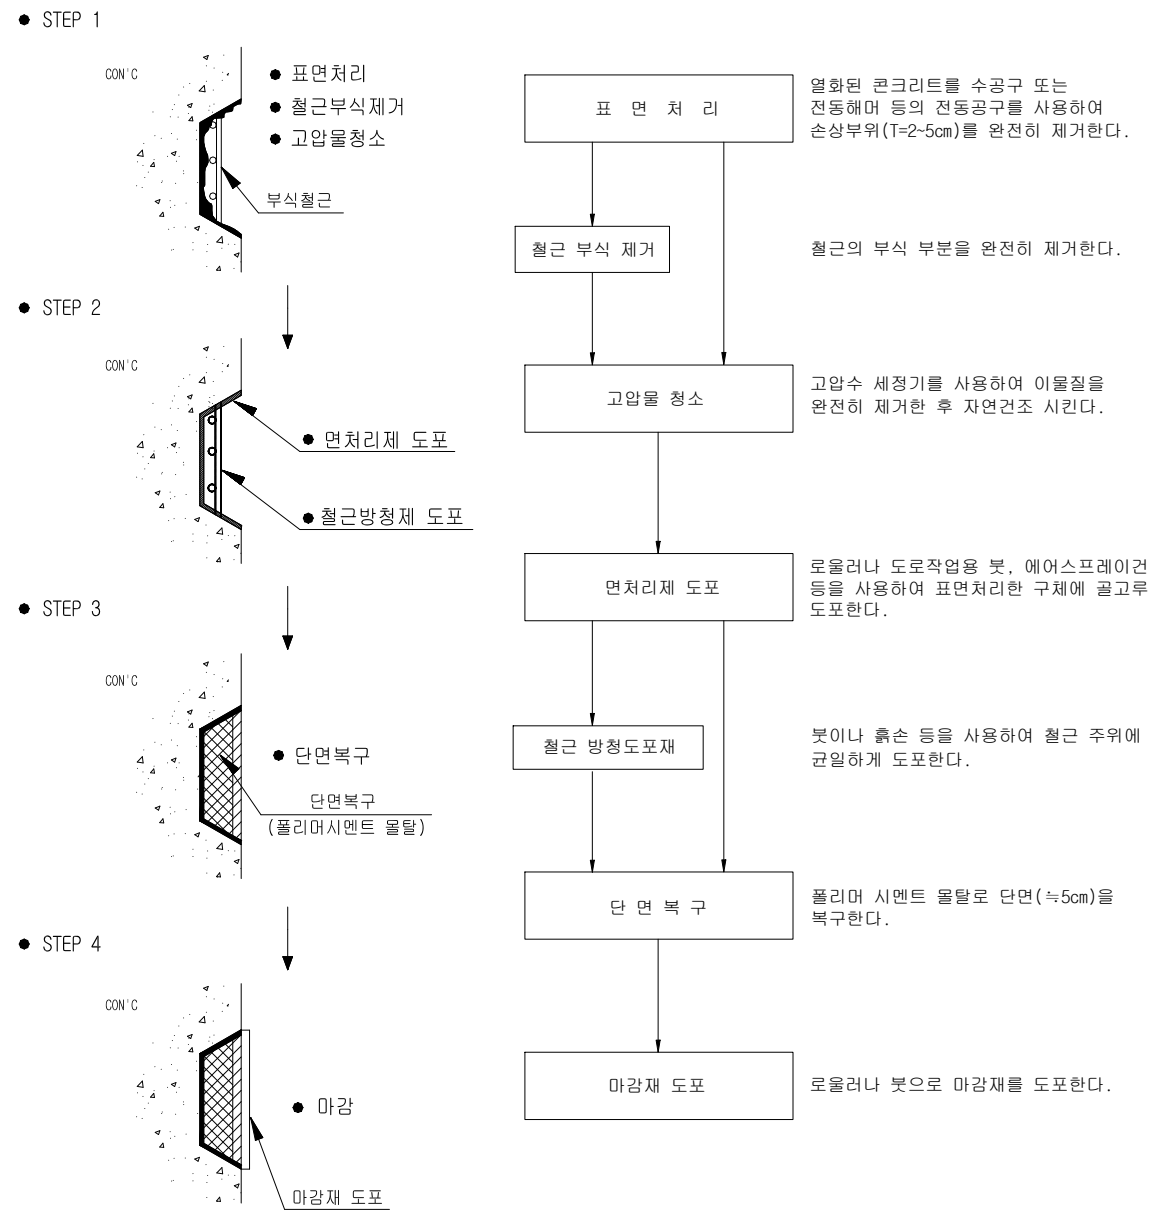 ● STEP 1
CON'C
● 표면처리
● 철근부식제거
● 고압물청소
부식철근
● STEP 2
CON'C
● 면처리제 도포
● 철근방청제 도포
● STEP 3
CON'C
● 단면복구
단면복구
(폴리머시멘트 몰탈)
● STEP 4
CON'C
● 마감
마감재 도포
표 면 처 리
열화된 콘크리트를 수공구 또는
전동해머 등의 전동공구를 사용하여
손상부위(T=2~5cm)를 완전히 제거한다.
철근 부식 제거
철근의 부식 부분을 완전히 제거한다.
고압물 청소
고압수 세정기를 사용하여 이물질을
완전히 제거한 후 자연건조 시킨다.
면처리제 도포
로울러나 도로작업용 붓, 에어스프레이건
등을 사용하여 표면처리한 구체에 골고루
도포한다.
철근 방청도포재
붓이나 흙손 등을 사용하여 철근 주위에
균일하게 도포한다.
단 면 복 구
폴리머 시멘트 몰탈로 단면(≒5cm)을
복구한다.
마감재 도포
로울러나 붓으로 마감재를 도포한다.